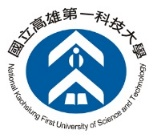 國立高雄第一科技大學
National Kaohsiung First University of Science and Technology